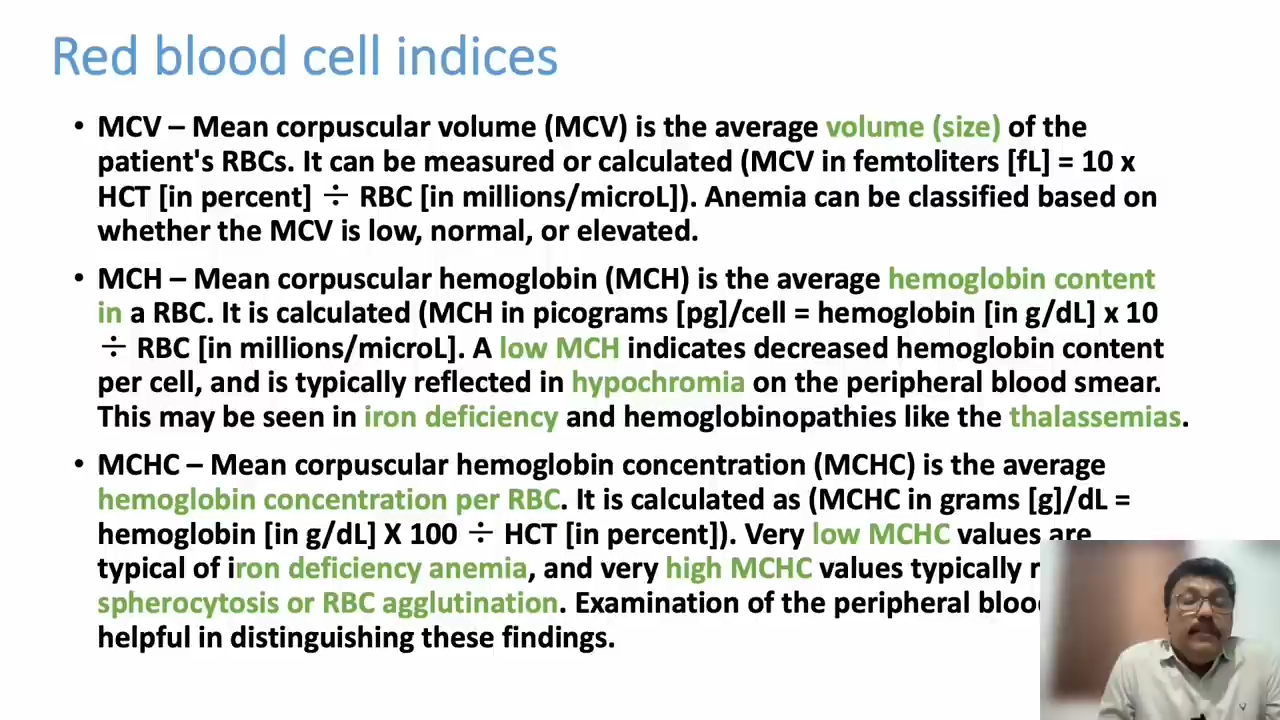 Red blood cell indices
• MCV – Mean corpuscular volume (MCV) is the average volume (size) of the
patient's RBCs. It can be measured or calculated (MCV in femtoliters [fL] = 10 x
HCT [in percent] ÷ RBC [in millions/microL]). Anemia can be classified based on
whether the MCV is low, normal, or elevated.
• MCH – Mean corpuscular hemoglobin (MCH) is the average hemoglobin content
in a RBC. It is calculated (MCH in picograms [pg]/cell = hemoglobin [in g/dL] x 10
÷ RBC [in millions/microL]. A low MCH indicates decreased hemoglobin content
per cell, and is typically reflected in hypochromia on the peripheral blood smear.
This may be seen in iron deficiency and hemoglobinopathies like the thalassemias.
• MCHC – Mean corpuscular hemoglobin concentration (MCHC) is the average
hemoglobin concentration per RBC. It is calculated as (MCHC in grams [g]/dL =
hemoglobin [in g/dL] X 100 ÷ HCT [in percent]). Very low MCHC values are
typical of iron deficiency anemia, and very high MCHC values typically
spherocytosis or RBC agglutination. Examination of the peripheral
helpful in distinguishing these findings.